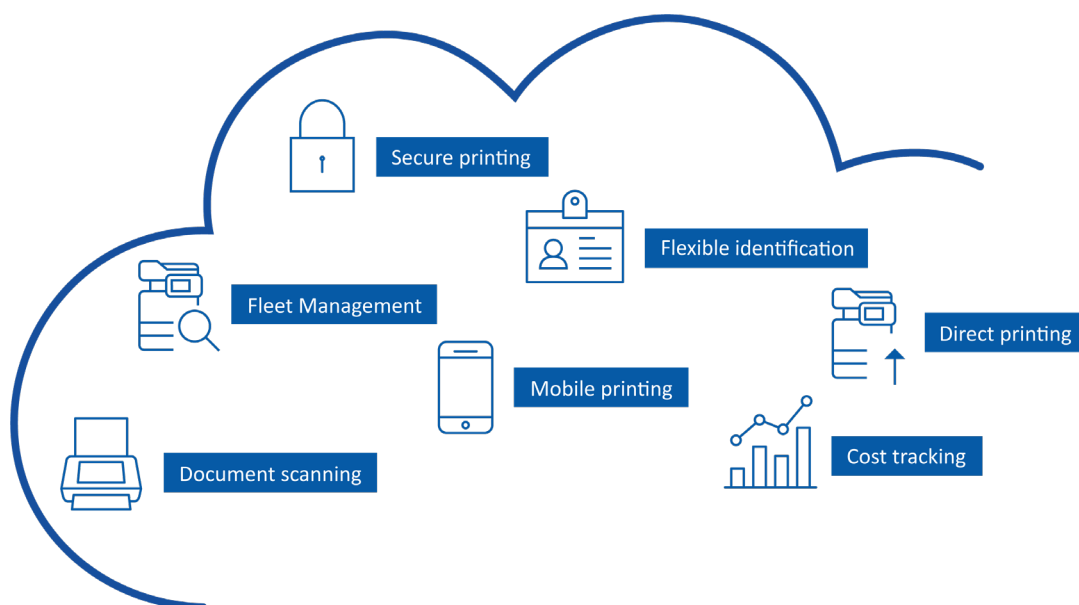 Secure printing
Flexible identification
Fleet Management
Direct printing
Mobile printing
Cost tracking
Document scanning